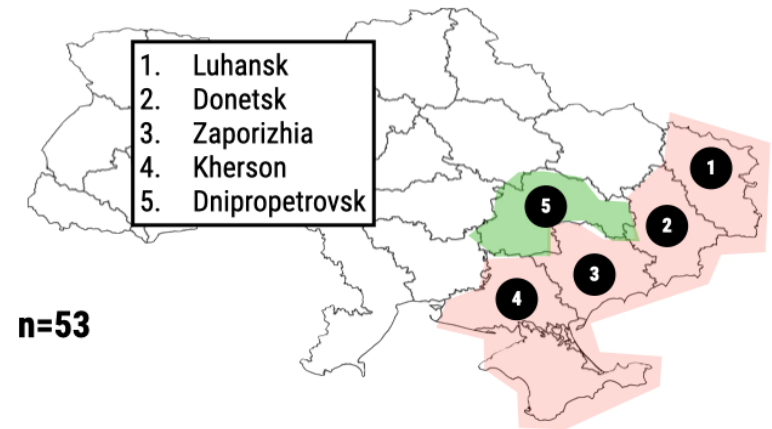 1. Luhansk
2. Donetsk
3. Zaporizhia
4. Kherson
5. Dnipropetrovsk
1
5
2
3
4
n=53